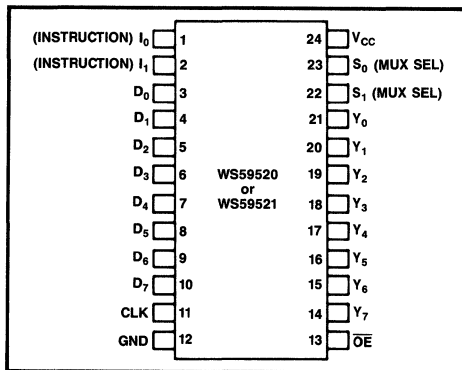 (INSTRUCTION) I₀ 1 24 V_CC
(INSTRUCTION) I₁ 2 23 S₀ (MUX SEL)
D₀ 3 22 S₁ (MUX SEL)
D₁ 4 21 Y₀
D₂ 5 20 Y₁
D₃ 6 WS59520 19 Y₂
or
D₄ 7 WS59521 18 Y₃
D₅ 8 17 Y₄
D₆ 9 16 Y₅
D₇ 10 15 Y₆
CLK 11 14 Y₇
GND 12 13 O̅E̅